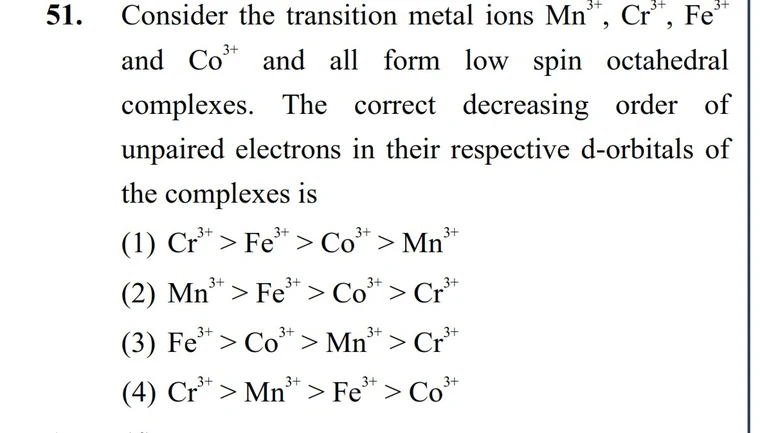 51. Consider the transition metal ions Mn³⁺, Cr³⁺, Fe³⁺
and Co³⁺ and all form low spin octahedral
complexes. The correct decreasing order of
unpaired electrons in their respective d-orbitals of
the complexes is
(1) Cr³⁺ > Fe³⁺ > Co³⁺ > Mn³⁺
(2) Mn³⁺ > Fe³⁺ > Co³⁺ > Cr³⁺
(3) Fe³⁺ > Co³⁺ > Mn³⁺ > Cr³⁺
(4) Cr³⁺ > Mn³⁺ > Fe³⁺ > Co³⁺